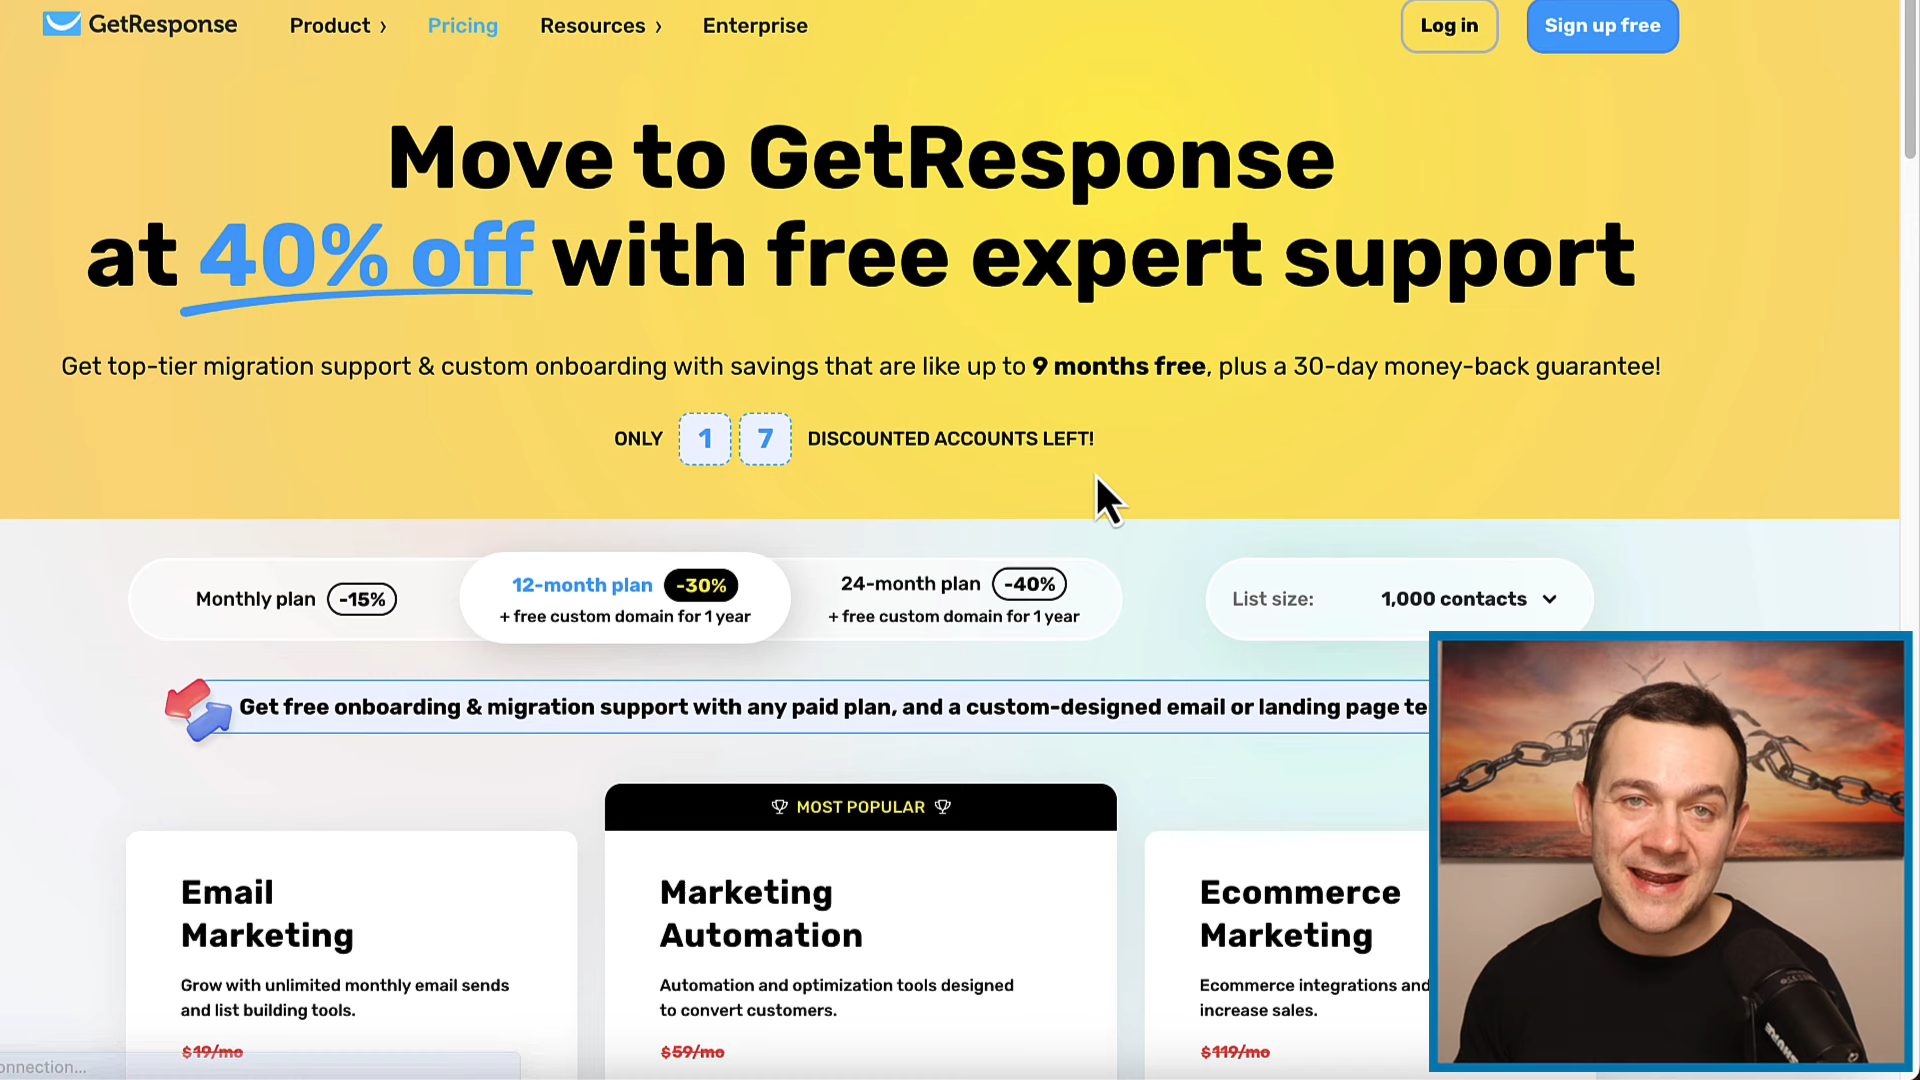 GetResponse Product › Pricing Resources › Enterprise Log in Sign up free
Move to GetResponse
at 40% off with free expert support
Get top-tier migration support & custom onboarding with savings that are like up to 9 months free, plus a 30-day money-back guarantee!
ONLY 1 7 DISCOUNTED ACCOUNTS LEFT!
Monthly plan -15%
12-month plan -30%
+ free custom domain for 1 year
24-month plan -40%
+ free custom domain for 1 year
List size: 1,000 contacts
Get free onboarding & migration support with any paid plan, and a custom-designed email or landing page te
MOST POPULAR
Email
Marketing
Grow with unlimited monthly email sends
and list building tools.
$19/mo
Marketing
Automation
Automation and optimization tools designed
to convert customers.
$59/mo
Ecommerce
Marketing
Ecommerce integrations and
increase sales.
$119/mo
onnection...